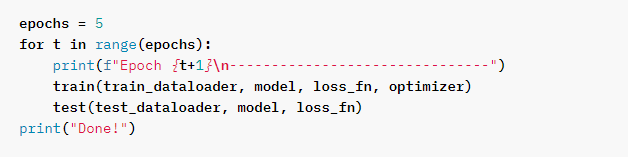 epochs = 5
for t in range(epochs):
    print(f"Epoch {t+1}\n-------------------------------")
    train(train_dataloader, model, loss_fn, optimizer)
    test(test_dataloader, model, loss_fn)
print("Done!")